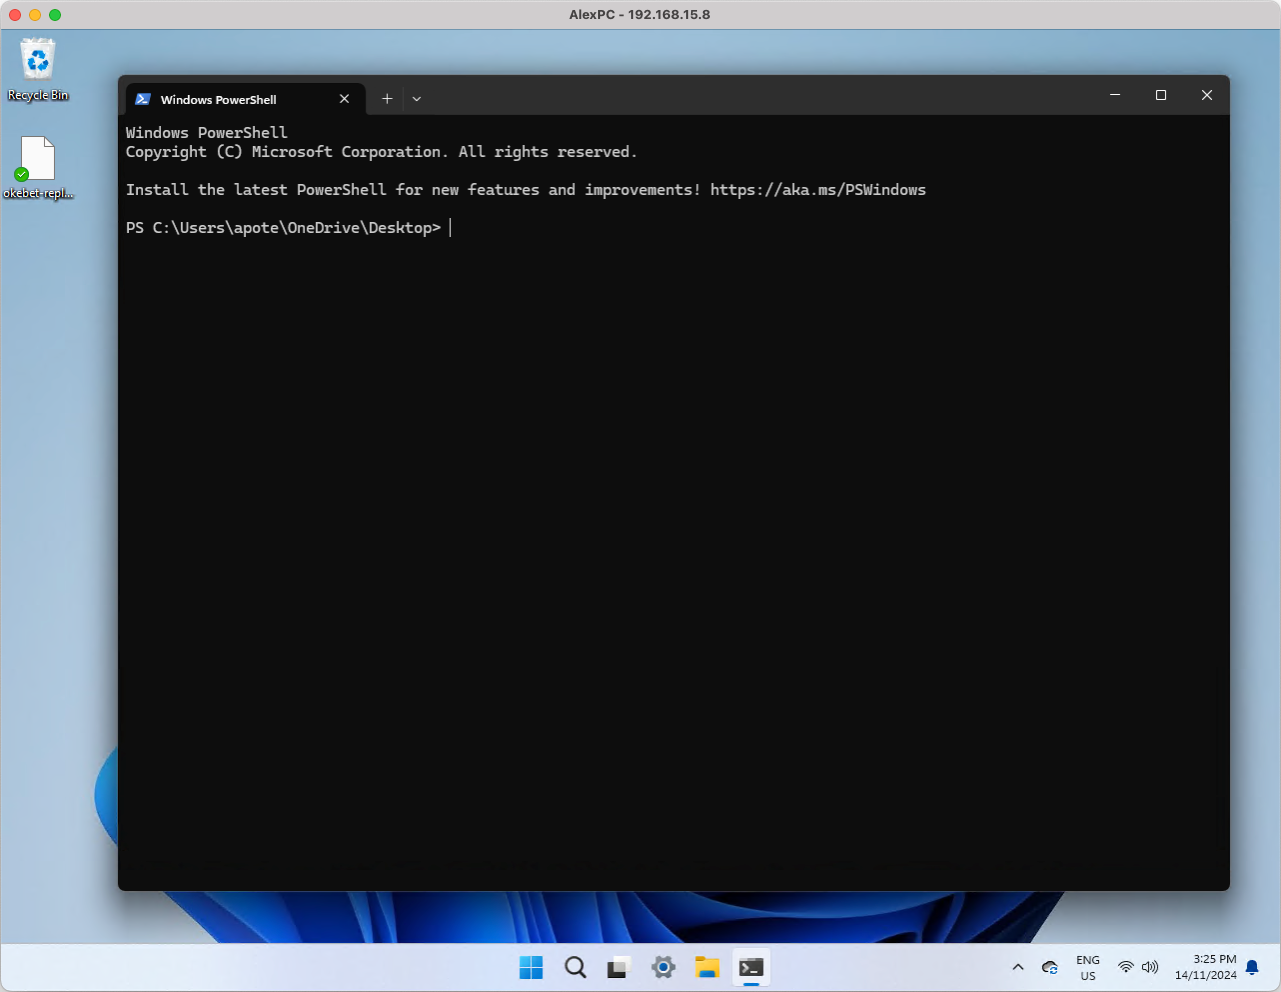 AlexPC - 192.168.15.8
Recycle Bin
okebet-repl...
Windows PowerShell
Windows PowerShell
Copyright (C) Microsoft Corporation. All rights reserved.
Install the latest PowerShell for new features and improvements! https://aka.ms/PSWindows
PS C:\Users\apote\OneDrive\Desktop>
ENG
US
3:25 PM
14/11/2024